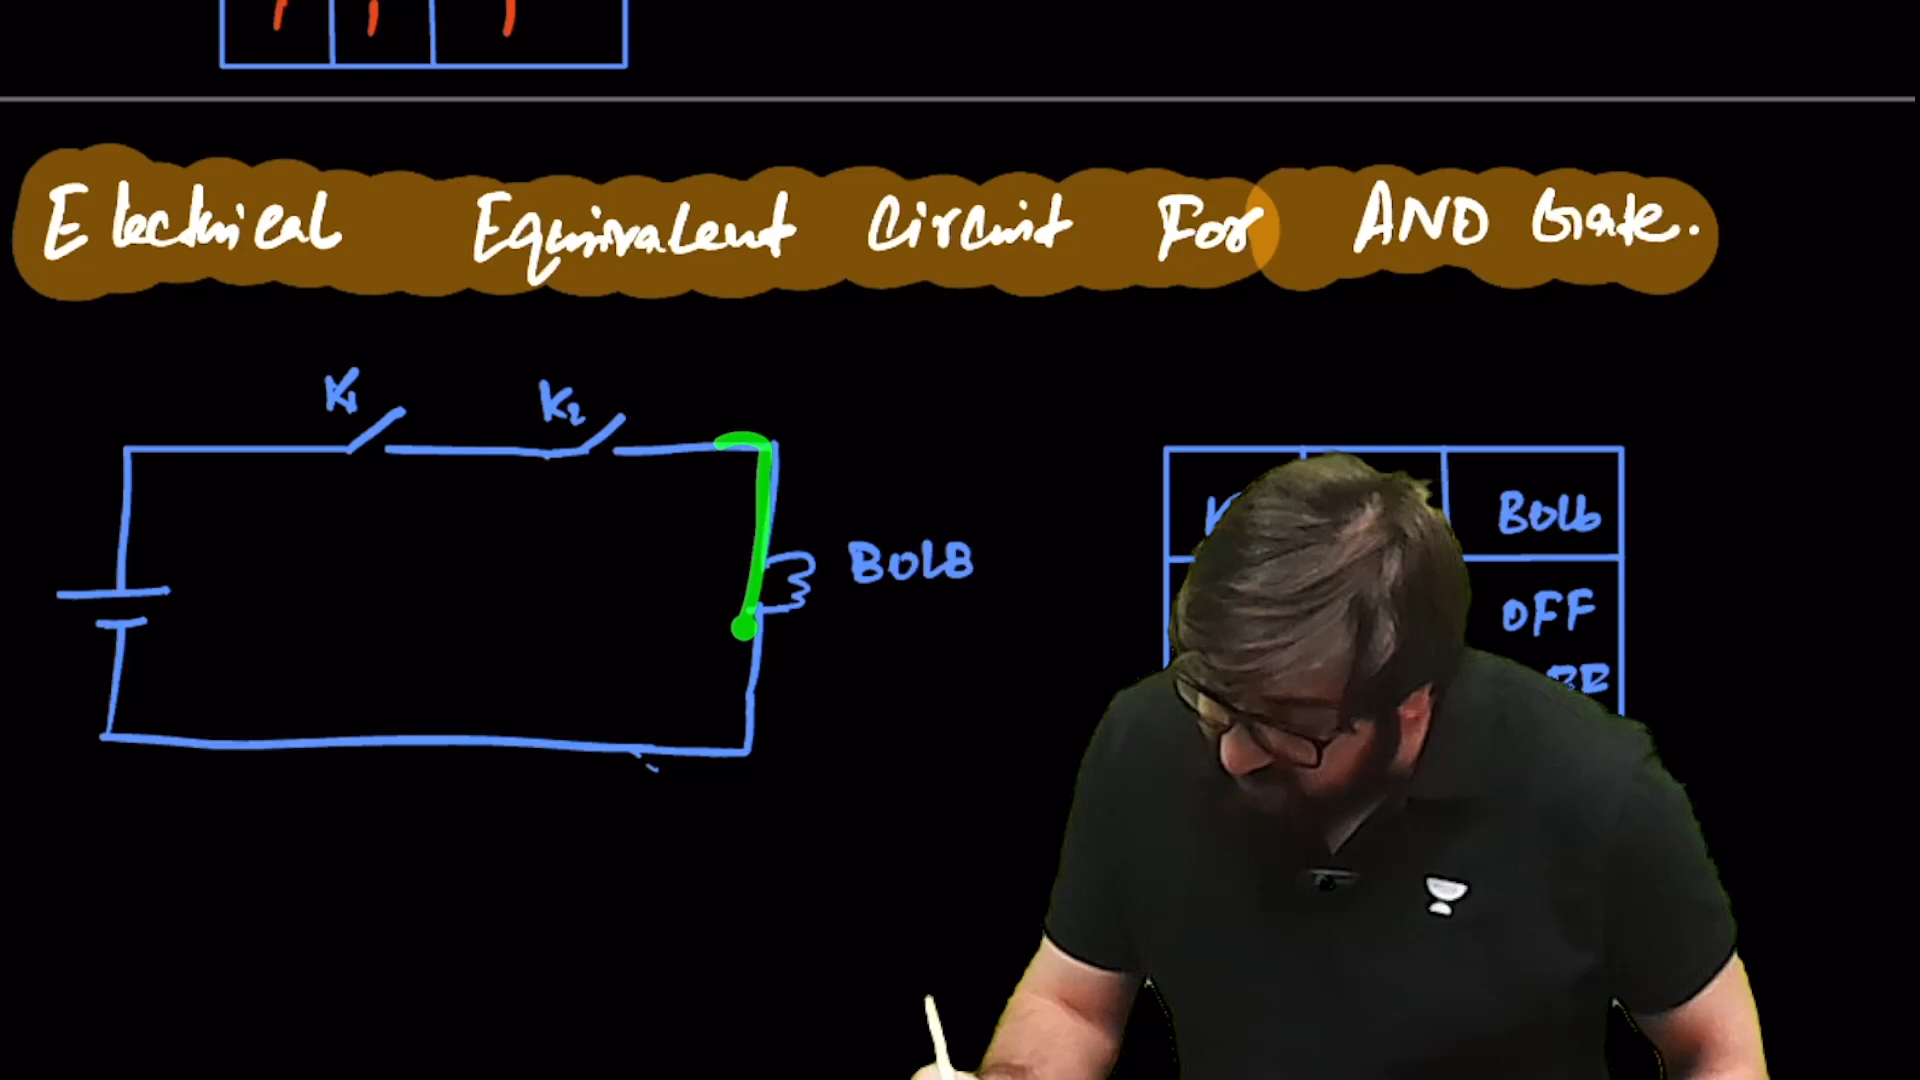 Electrical Equivalent Circuit For AND Gate.
K1 K2
BOLB
Bolb
OFF